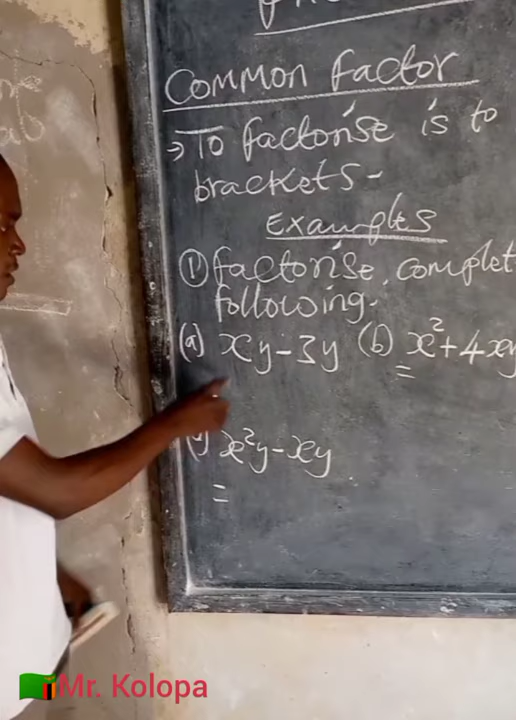 Common factor
→ To factorise is to
brackets-
Examples
① factorise complet
following.
(a) xy-3y (b) x²+4xy
=
x²y-xy
=
Mr. Kolopa